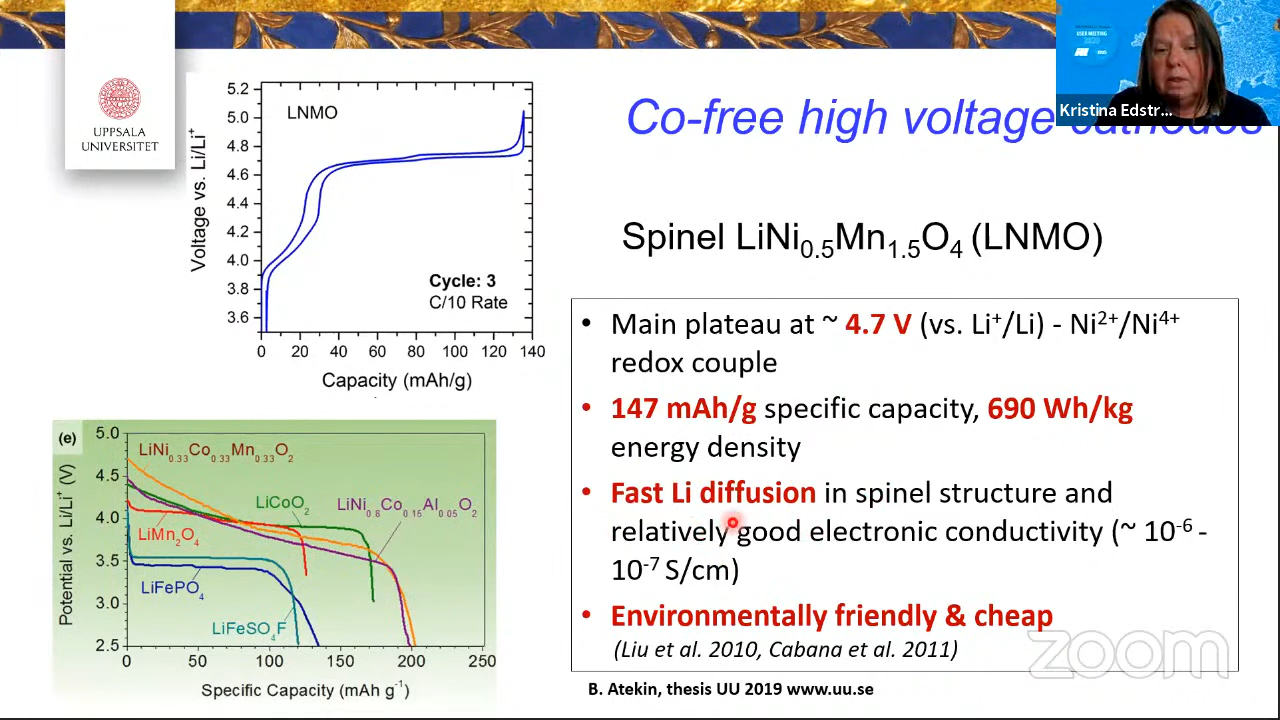 UPPSALA
UNIVERSITET
USER MEETING
2020
Kristina Edstr...
Co-free high voltage cathodes
LNMO
Voltage vs. Li/Li⁺
5.2
5.0
4.8
4.6
4.4
4.2
4.0
3.8
3.6
Cycle: 3
C/10 Rate
0 20 40 60 80 100 120 140
Capacity (mAh/g)
Spinel LiNi₀.₅Mn₁.₅O₄ (LNMO)
• Main plateau at ~ 4.7 V (vs. Li⁺/Li) - Ni²⁺/Ni⁴⁺
redox couple
• 147 mAh/g specific capacity, 690 Wh/kg
energy density
• Fast Li diffusion in spinel structure and
relatively good electronic conductivity (~ 10⁻⁶ -
10⁻⁷ S/cm)
• Environmentally friendly & cheap
(Liu et al. 2010, Cabana et al. 2011)
B. Atekin, thesis UU 2019 www.uu.se
(e)
Potential vs. Li/Li⁺ (V)
5.0
4.5
4.0
3.5
3.0
2.5
LiNi₀.₃₃Co₀.₃₃Mn₀.₃₃O₂
LiCoO₂
LiNi₀.₈Co₀.₁₅Al₀.₀₅O₂
LiMn₂O₄
LiFePO₄
LiFeSO₄F
0 50 100 150 200 250
Specific Capacity (mAh g⁻¹)
zoom